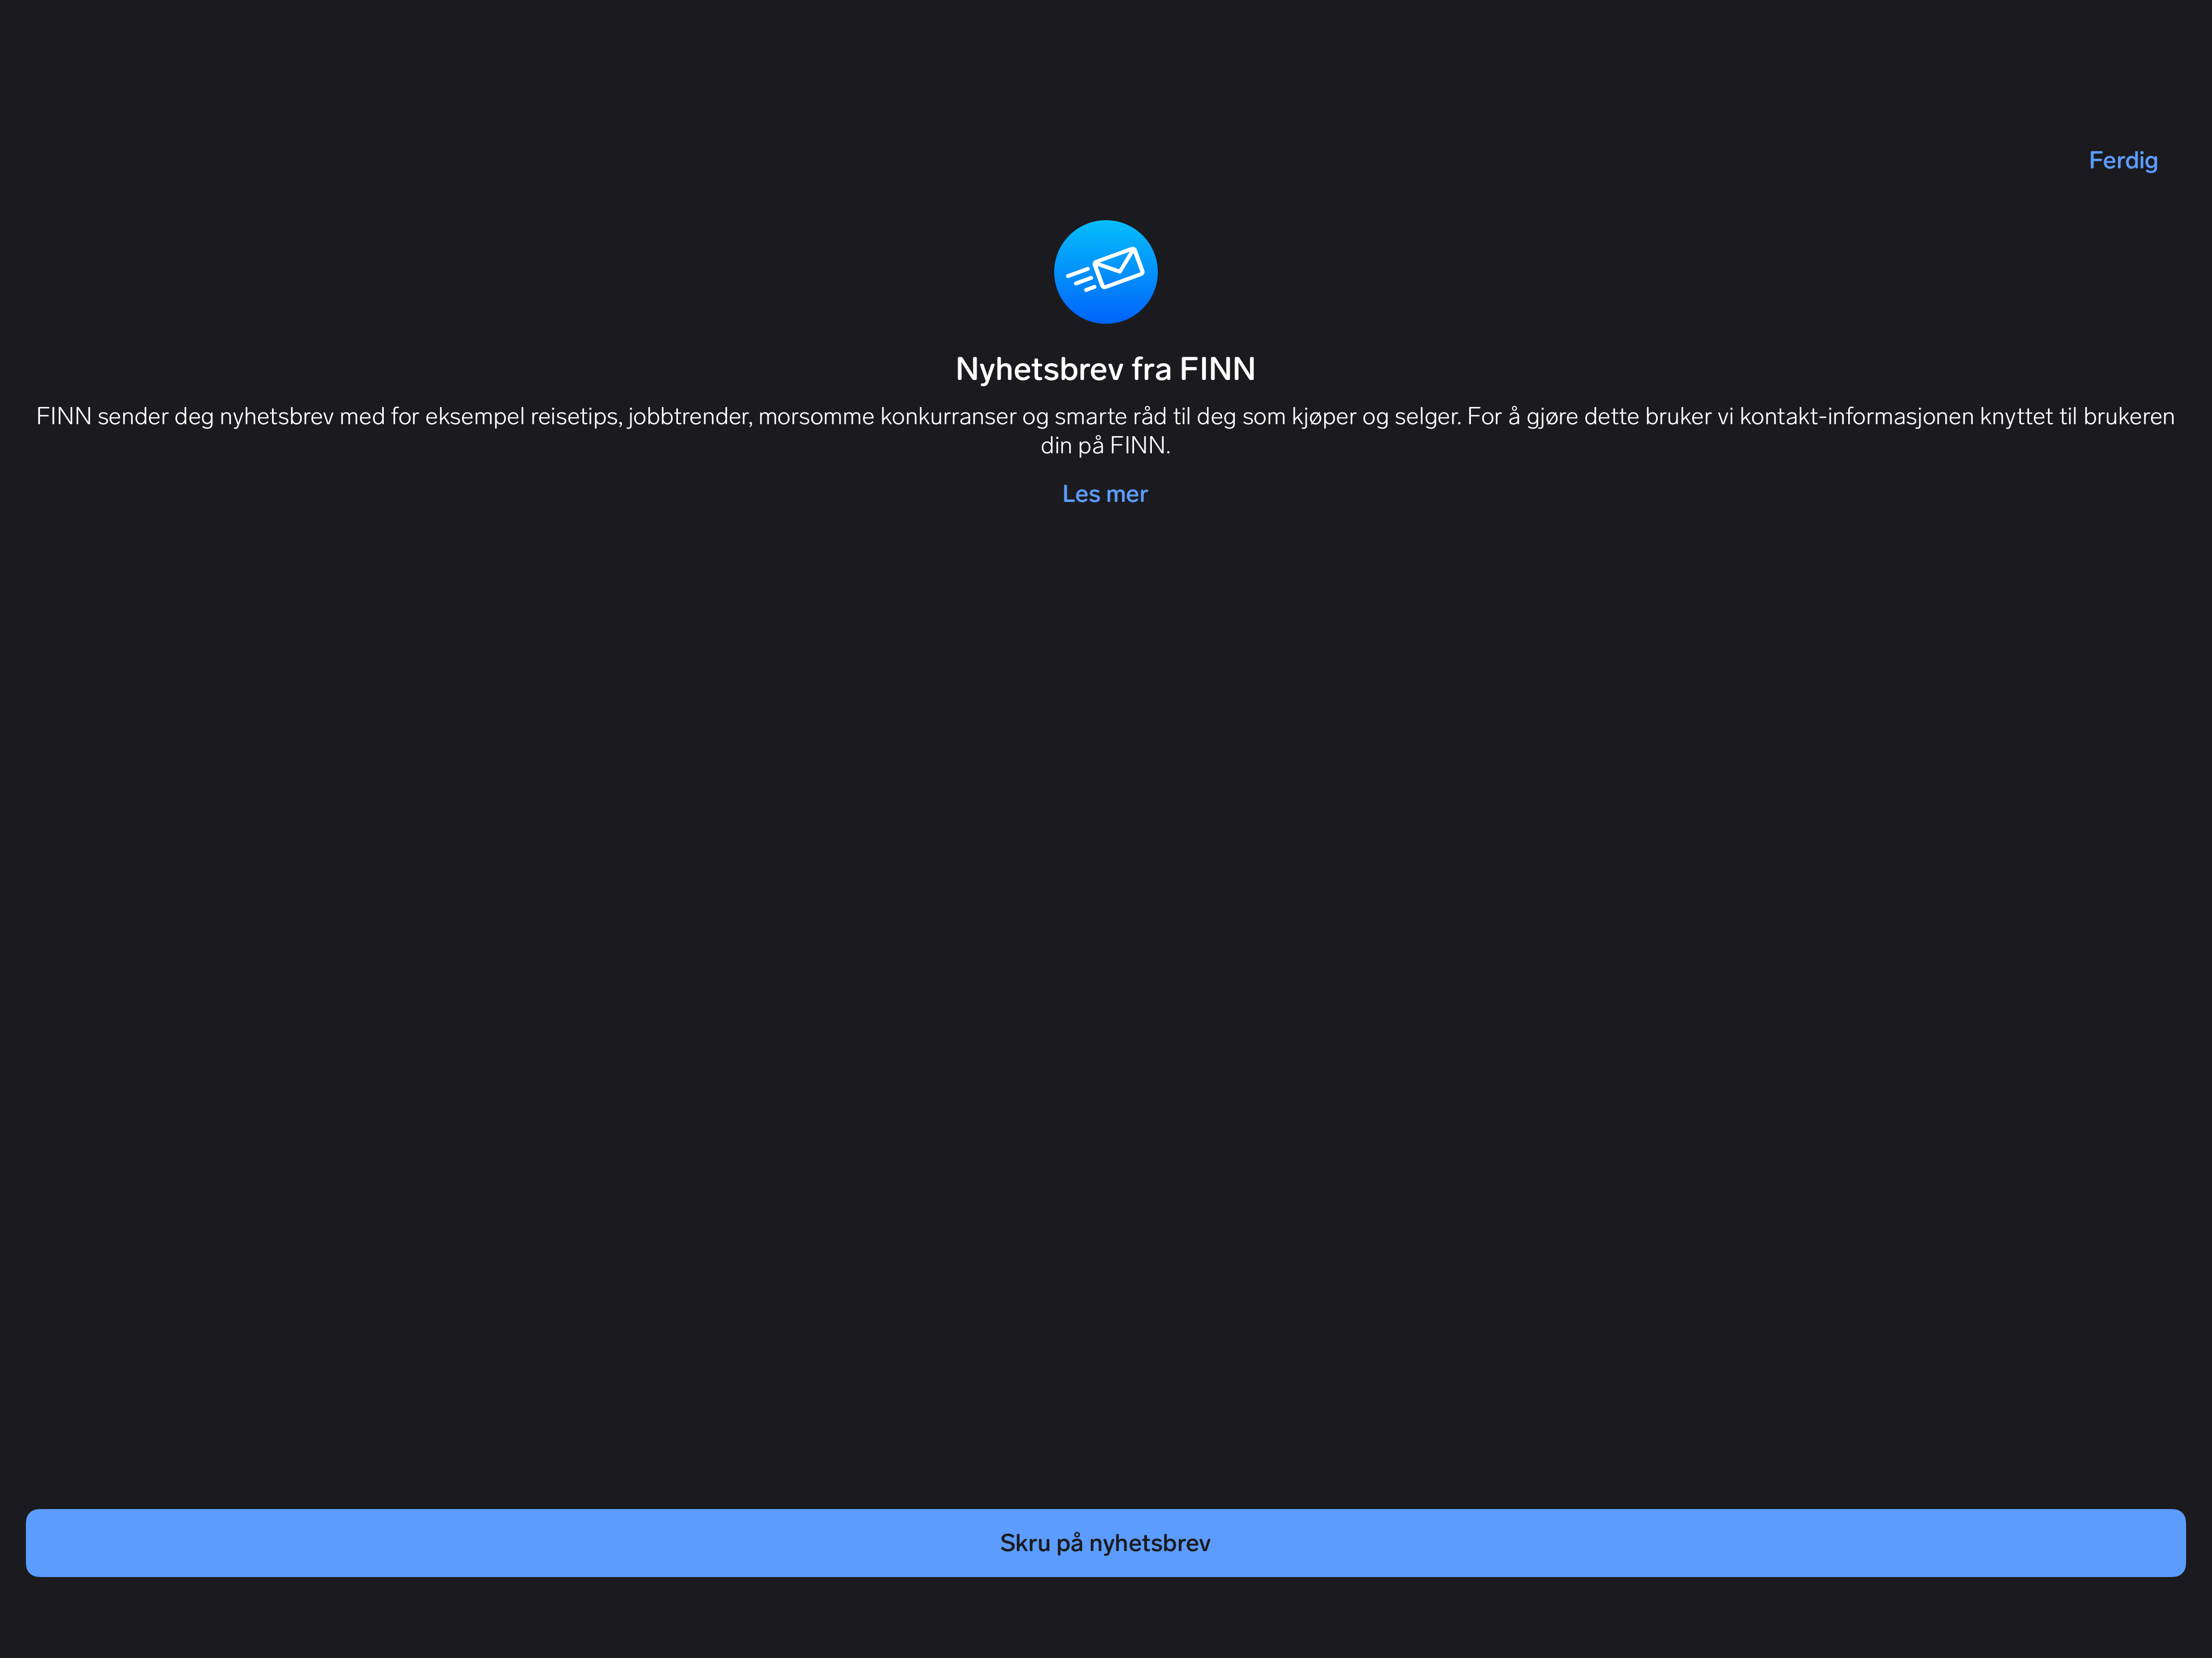 Ferdig
Nyhetsbrev fra FINN
FINN sender deg nyhetsbrev med for eksempel reisetips, jobbtrender, morsomme konkurranser og smarte råd til deg som kjøper og selger. For å gjøre dette bruker vi kontakt-informasjonen knyttet til brukeren
din på FINN.
Les mer
Skru på nyhetsbrev